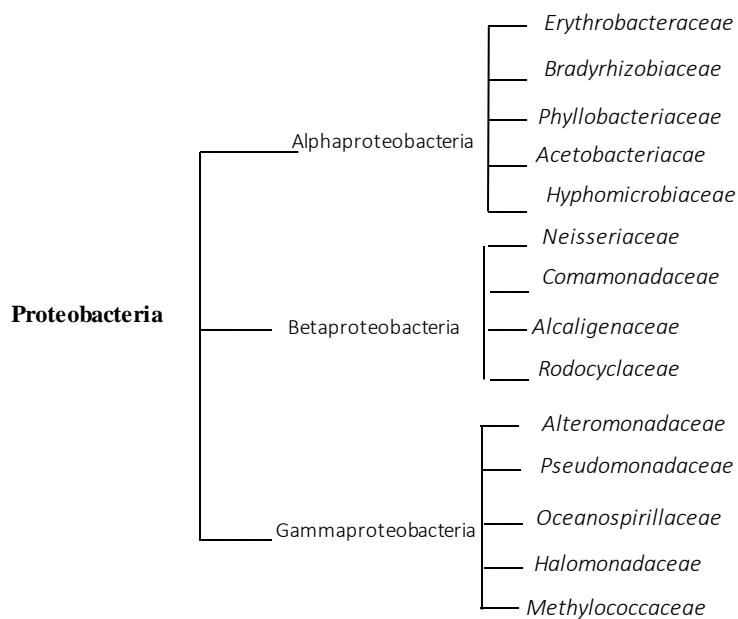 Erythrobacteraceae
Bradyrhizobiaceae
Phyllobacteriaceae
Alphaproteobacteria
Acetobacteriacae
Hyphomicrobiaceae
Neisseriaceae
Comamonadaceae
Proteobacteria
Betaproteobacteria
Alcaligenaceae
Rodocyclaceae
Alteromonadaceae
Pseudomonadaceae
Oceanospirillaceae
Gammaproteobacteria
Halomonadaceae
Methylococcaceae